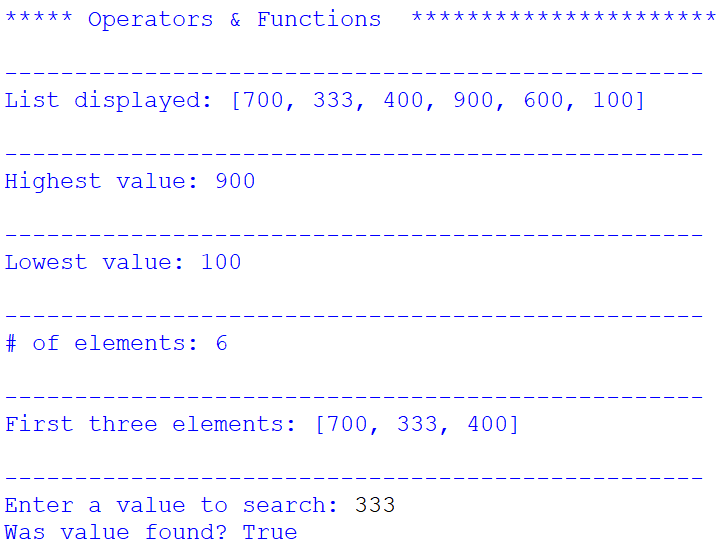 ***** Operators & Functions  **********************
--------------------------------------------------
List displayed: [700, 333, 400, 900, 600, 100]
--------------------------------------------------
Highest value: 900
--------------------------------------------------
Lowest value: 100
--------------------------------------------------
# of elements: 6
--------------------------------------------------
First three elements: [700, 333, 400]
--------------------------------------------------
Enter a value to search: 333
Was value found? True